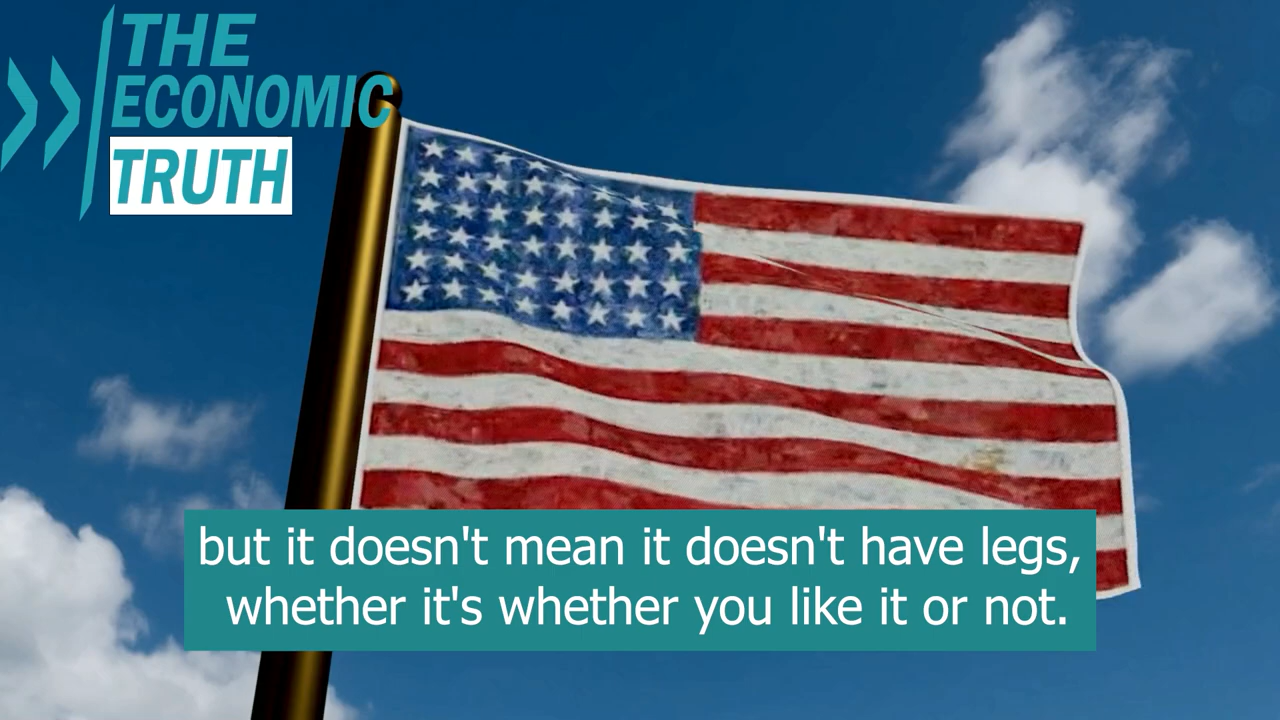 THE
ECONOMIC
TRUTH
but it doesn't mean it doesn't have legs,
whether it's whether you like it or not.